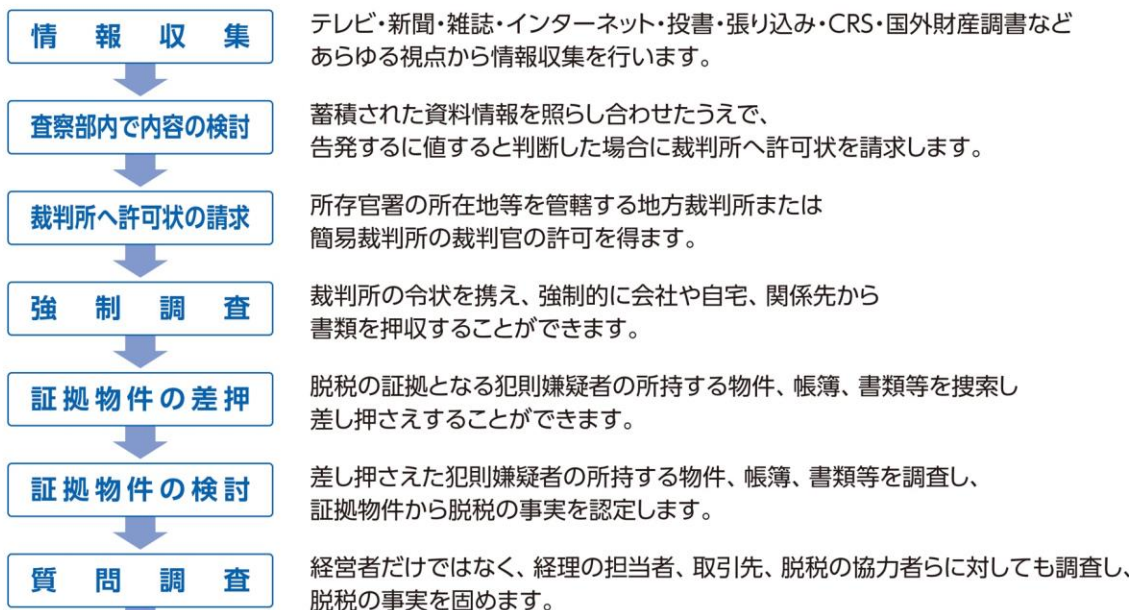 情報収集
テレビ・新聞・雑誌・インターネット・投書・張り込み・CRS・国外財産調書など
あらゆる視点から情報収集を行います。
査察部内で内容の検討
蓄積された資料情報を照らし合わせたうえで、
告発するに値すると判断した場合に裁判所へ許可状を請求します。
裁判所へ許可状の請求
所存官署の所在地等を管轄する地方裁判所または
簡易裁判所の裁判官の許可を得ます。
強制調査
裁判所の令状を携え、強制的に会社や自宅、関係先から
書類を押収することができます。
証拠物件の差押
脱税の証拠となる犯則嫌疑者の所持する物件、帳簿、書類等を捜索し
差し押さえすることができます。
証拠物件の検討
差し押さえた犯則嫌疑者の所持する物件、帳簿、書類等を調査し、
証拠物件から脱税の事実を認定します。
質問調査
経営者だけではなく、経理の担当者、取引先、脱税の協力者らに対しても調査し、
脱税の事実を固めます。